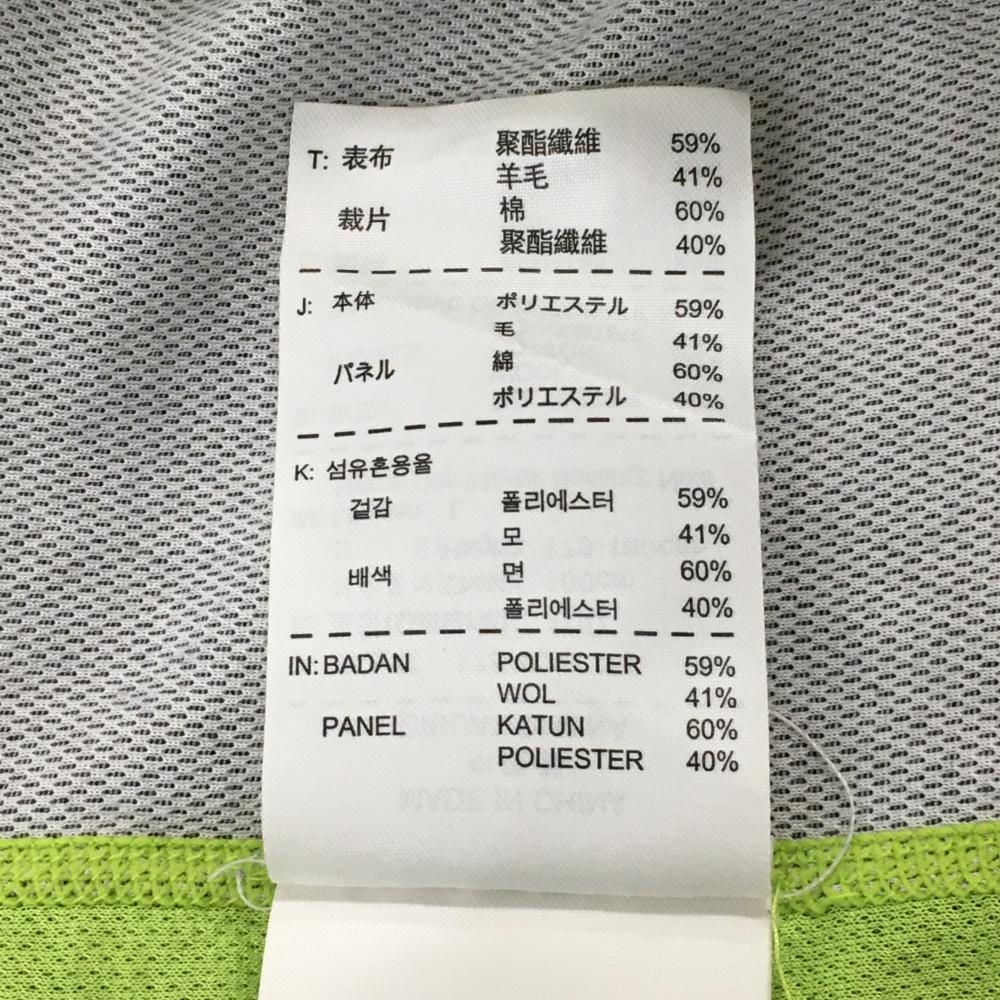 T: 表布 聚酯纖維 59%
羊毛 41%
裁片 棉 60%
聚酯纖維 40%
J: 本体 ポリエステル 59%
毛 41%
パネル 綿 60%
ポリエステル 40%
K: 섬유혼용율
겉감 폴리에스터 59%
모 41%
배색 면 60%
폴리에스터 40%
IN: BADAN POLIESTER 59%
WOL 41%
PANEL KATUN 60%
POLIESTER 40%
MADE IN CHINA